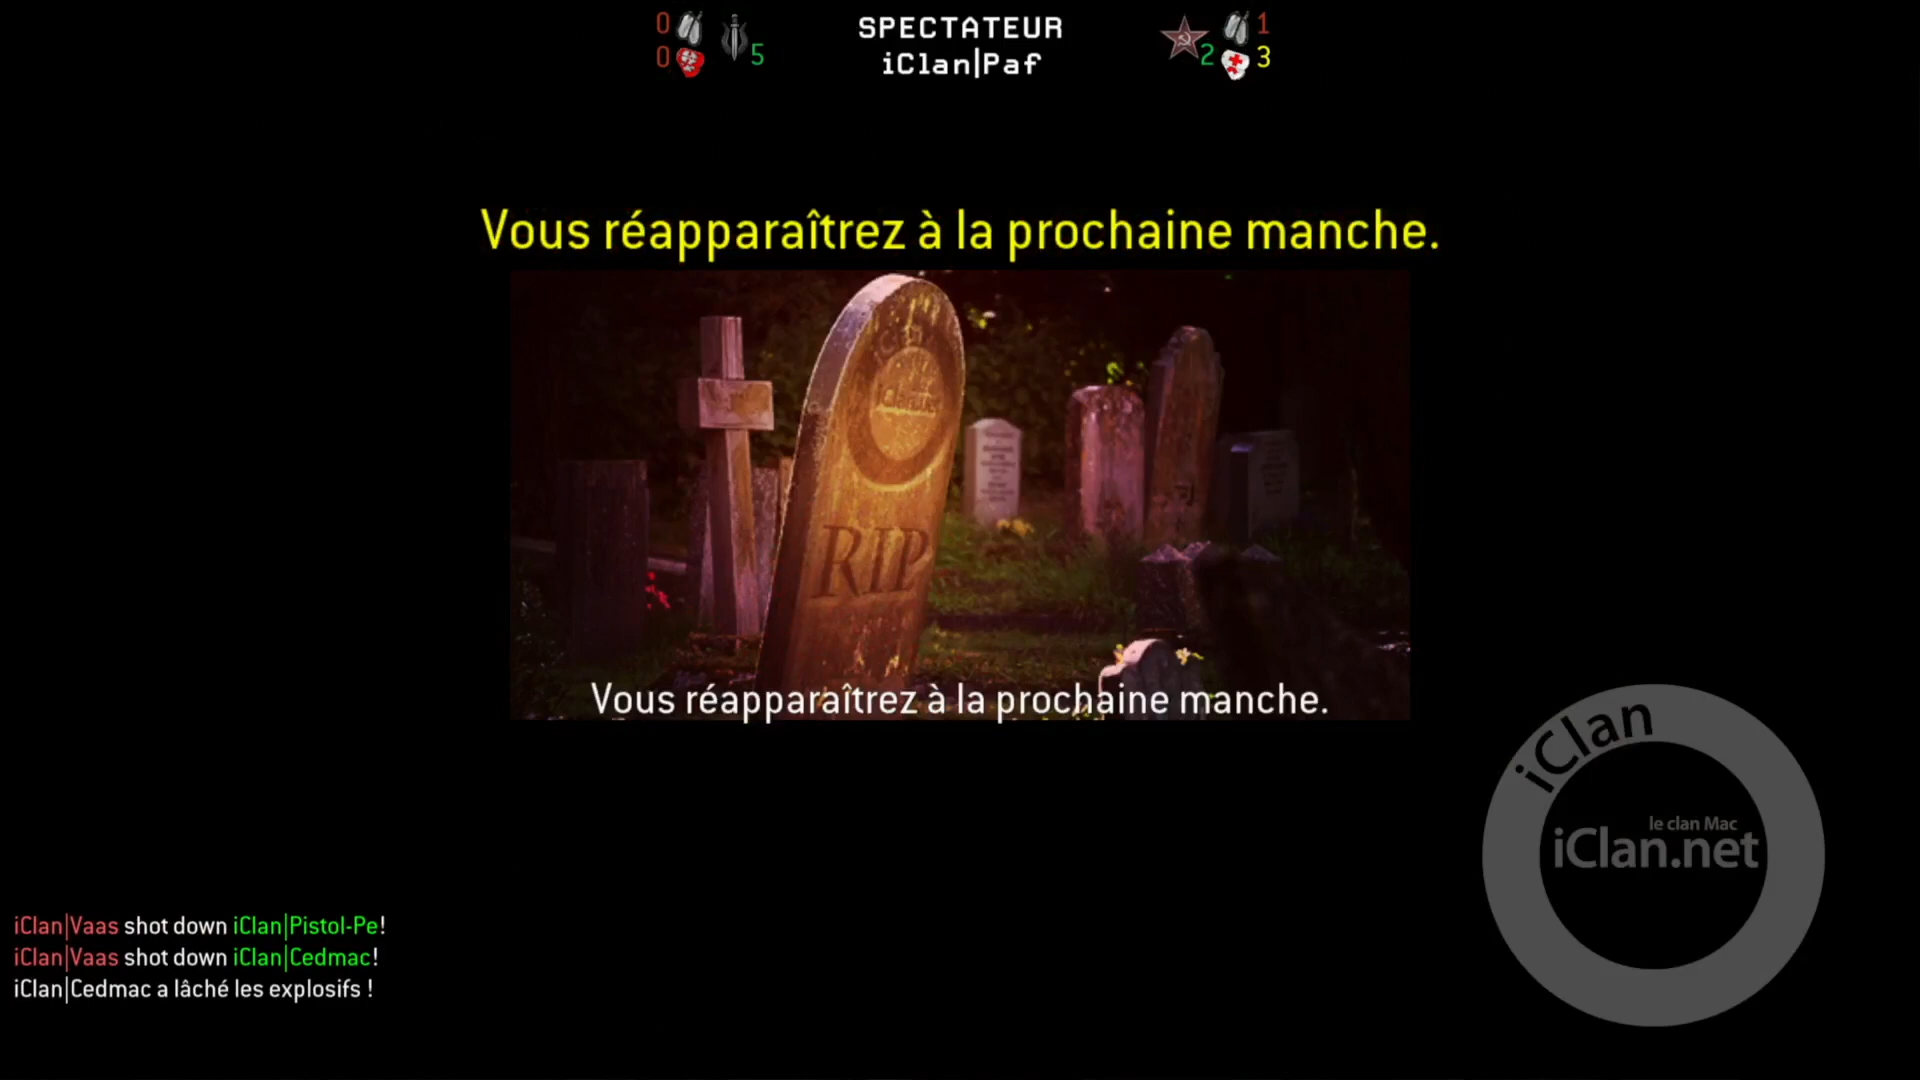 0
0
5
SPECTATEUR
iClan|Paf
2
1
3
Vous réapparaîtrez à la prochaine manche.
iClan.net
RIP
Vous réapparaîtrez à la prochaine manche.
iClan
le clan Mac
iClan.net
iClan|Vaas shot down iClan|Pistol-Pe!
iClan|Vaas shot down iClan|Cedmac!
iClan|Cedmac a lâché les explosifs !